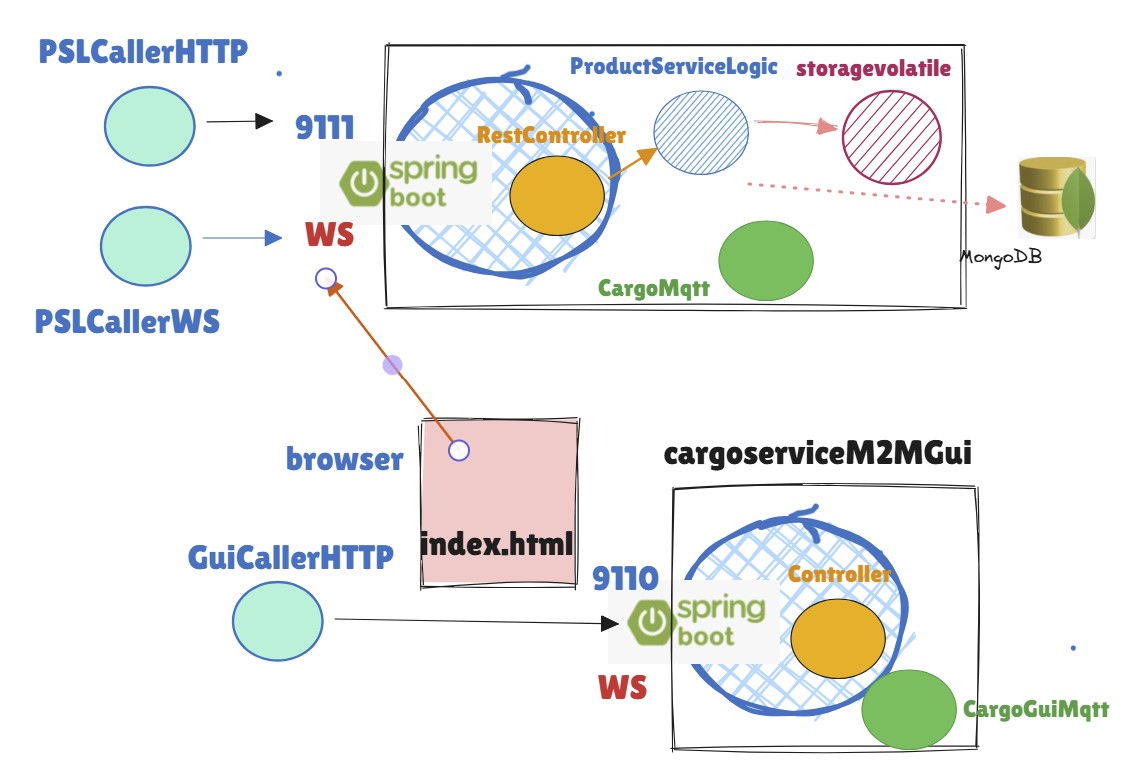 PSLCallerHTTP
ProductServiceLogic
storagevolatile
9111
RestController
spring
boot
WS
MongoDB
CargoMqtt
PSLCallerWS
browser
cargoserviceM2MGui
index.html
GuiCallerHTTP
9110
Controller
spring
boot
WS
CargoGuiMqtt